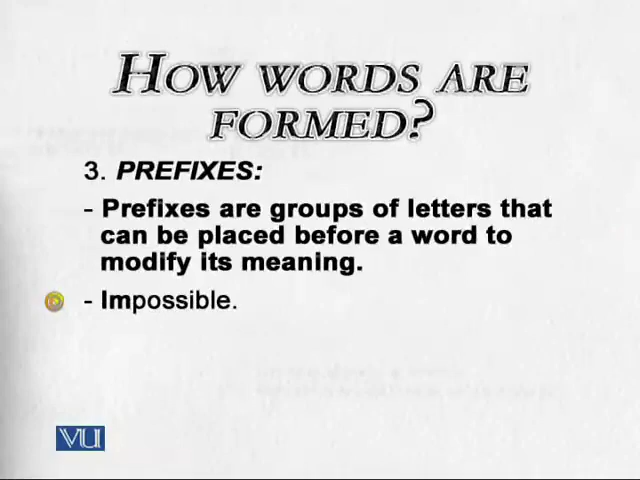 HOW WORDS ARE
FORMED?
3. PREFIXES:
- Prefixes are groups of letters that
can be placed before a word to
modify its meaning.
- Impossible.
VU